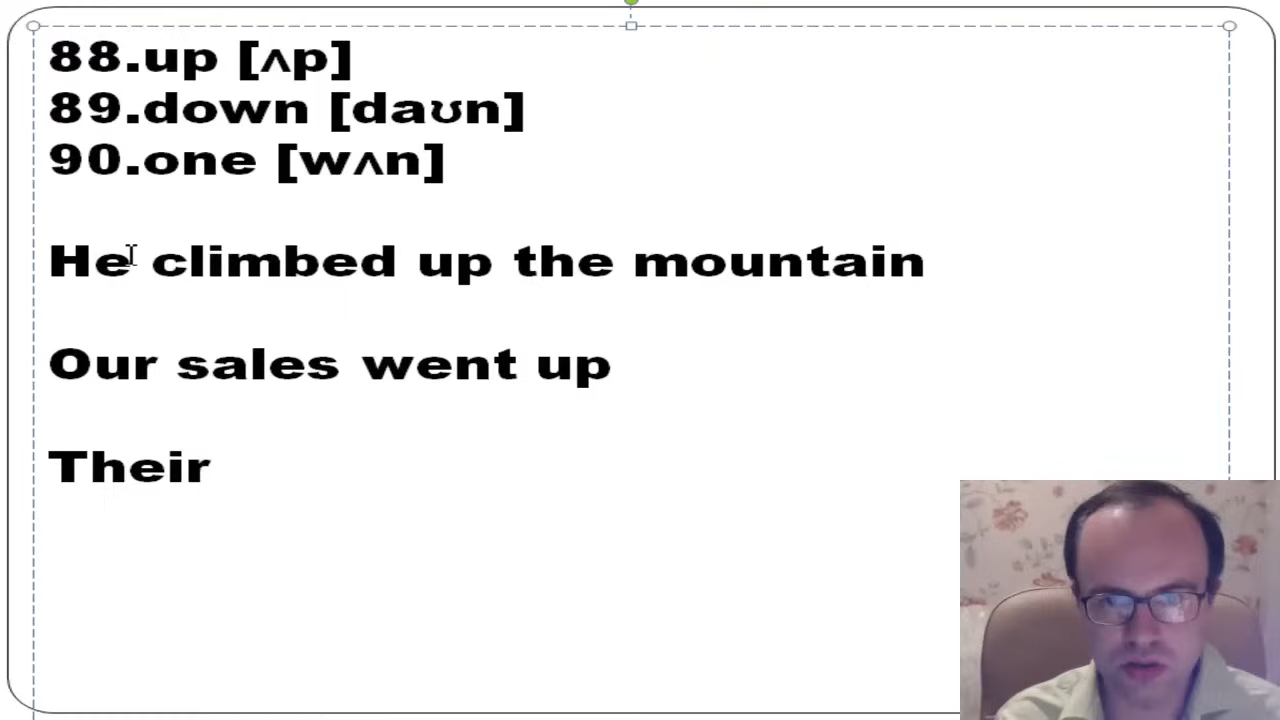 88.up [ʌp]
89.down [daʊn]
90.one [wʌn]
He climbed up the mountain
Our sales went up
Their